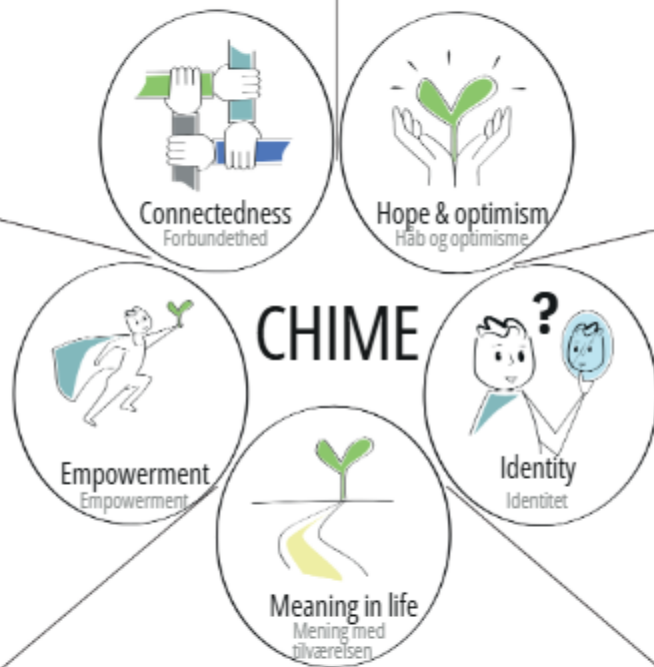 Connectedness
Forbundethed
Hope & optimism
Håb og optimisme
CHIME
?
Empowerment
Empowerment
Identity
Identitet
Meaning in life
Mening med
tilværelsen